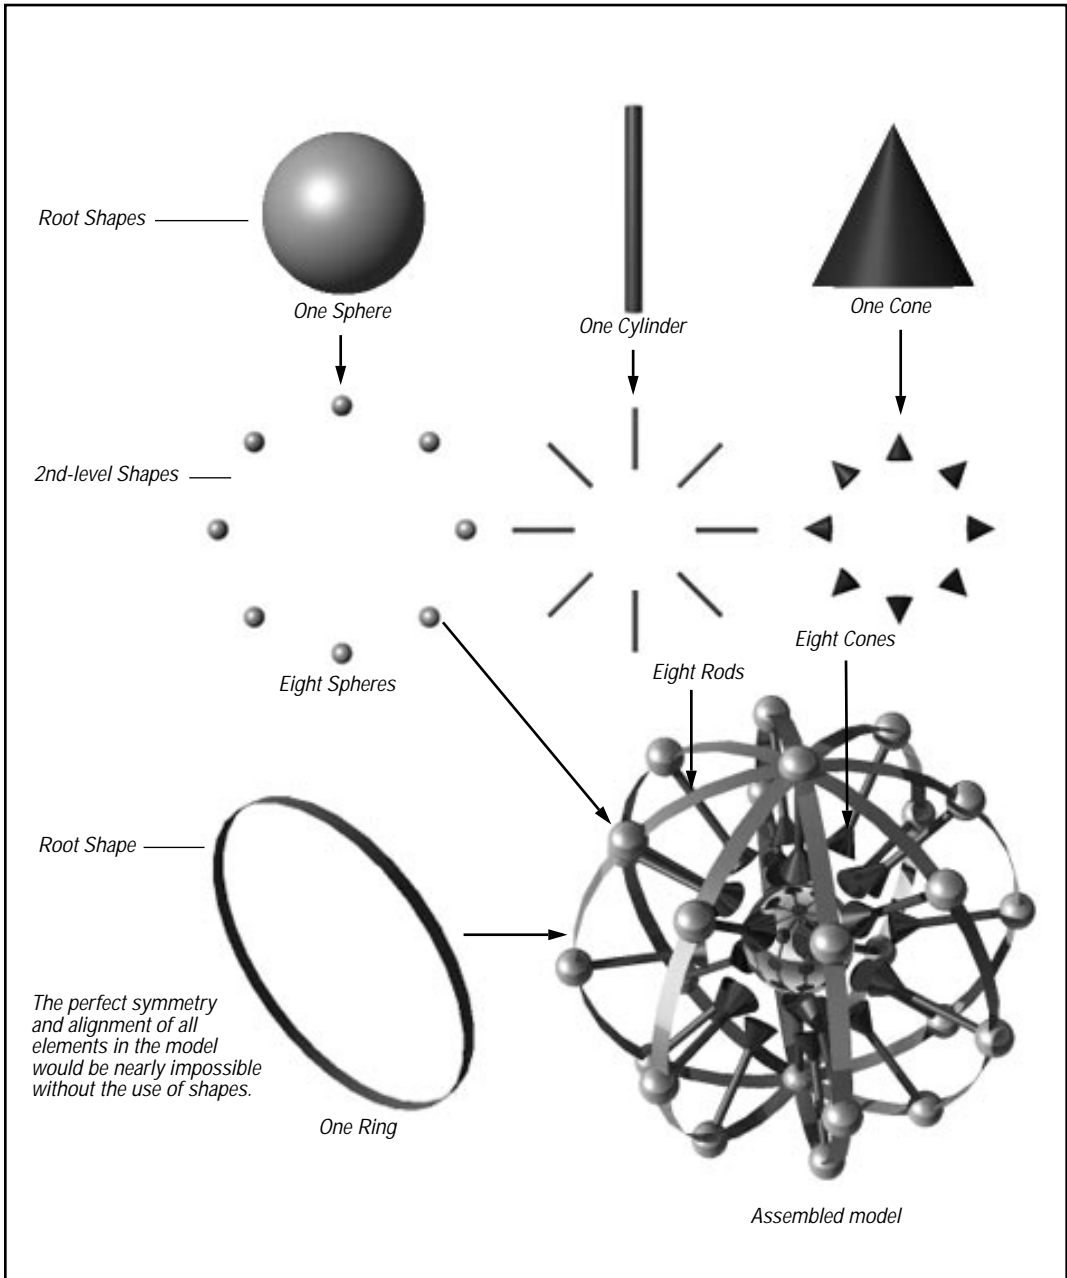 Root Shapes
One Sphere
One Cylinder
One Cone
2nd-level Shapes
Eight Spheres
Eight Rods
Eight Cones
Root Shape
The perfect symmetry
and alignment of all
elements in the model
would be nearly impossible
without the use of shapes.
One Ring
Assembled model